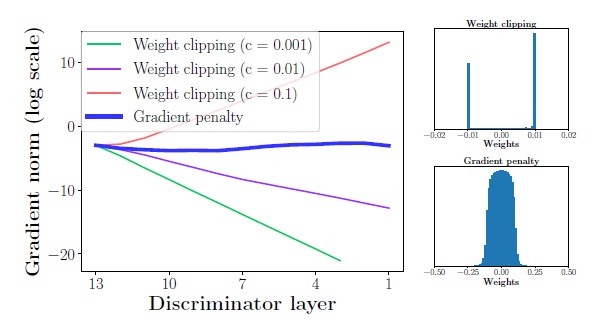 Gradient norm (log scale)
10
0
−10
−20
Weight clipping (c = 0.001)
Weight clipping (c = 0.01)
Weight clipping (c = 0.1)
Gradient penalty
13 10 7 4 1
Discriminator layer
Weight clipping
−0.02 −0.01 0.00 0.01 0.02
Weights
Gradient penalty
−0.50 −0.25 0.00 0.25 0.50
Weights